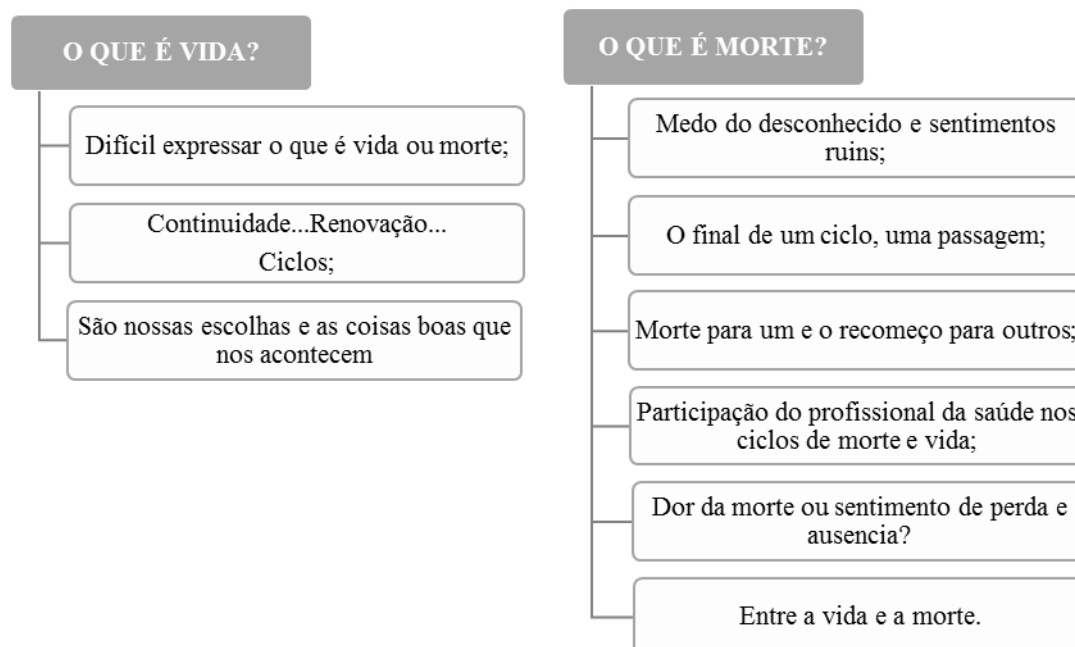 O QUE É VIDA?
Difícil expressar o que é vida ou morte;
Continuidade...Renovação...
Ciclos;
São nossas escolhas e as coisas boas que
nos acontecem
O QUE É MORTE?
Medo do desconhecido e sentimentos
ruins;
O final de um ciclo, uma passagem;
Morte para um e o recomeço para outros;
Participação do profissional da saúde nos
ciclos de morte e vida;
Dor da morte ou sentimento de perda e
ausencia?
Entre a vida e a morte.